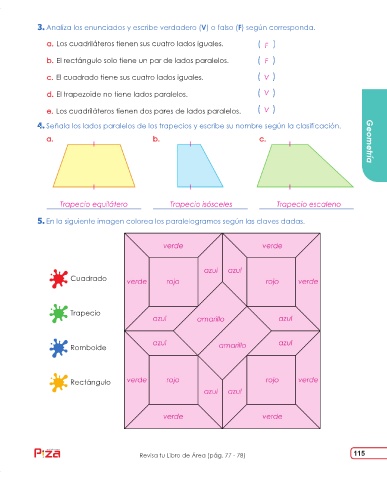 3. Analiza los enunciados y escribe verdadero (V) o falso (F) según corresponda.
a. Los cuadriláteros tienen sus cuatro lados iguales. ( F )
b. El rectángulo solo tiene un par de lados paralelos. ( F )
c. El cuadrado tiene sus cuatro lados iguales. ( V )
d. El trapezoide no tiene lados paralelos. ( V )
e. Los cuadriláteros tienen dos pares de lados paralelos. ( V )
Geometría
4. Señala los lados paralelos de los trapecios y escribe su nombre según la clasificación.
a. b. c.
Trapecio equilátero Trapecio isósceles Trapecio escaleno
5. En la siguiente imagen colorea los paralelogramos según las claves dadas.
verde verde
azul azul
Cuadrado
verde rojo rojo verde
Trapecio
azul amarillo azul
Romboide
azul amarillo azul
Rectángulo
verde rojo rojo verde
azul azul
verde verde
Piza
Revisa tu Libro de Área (pág. 77 - 78)
115